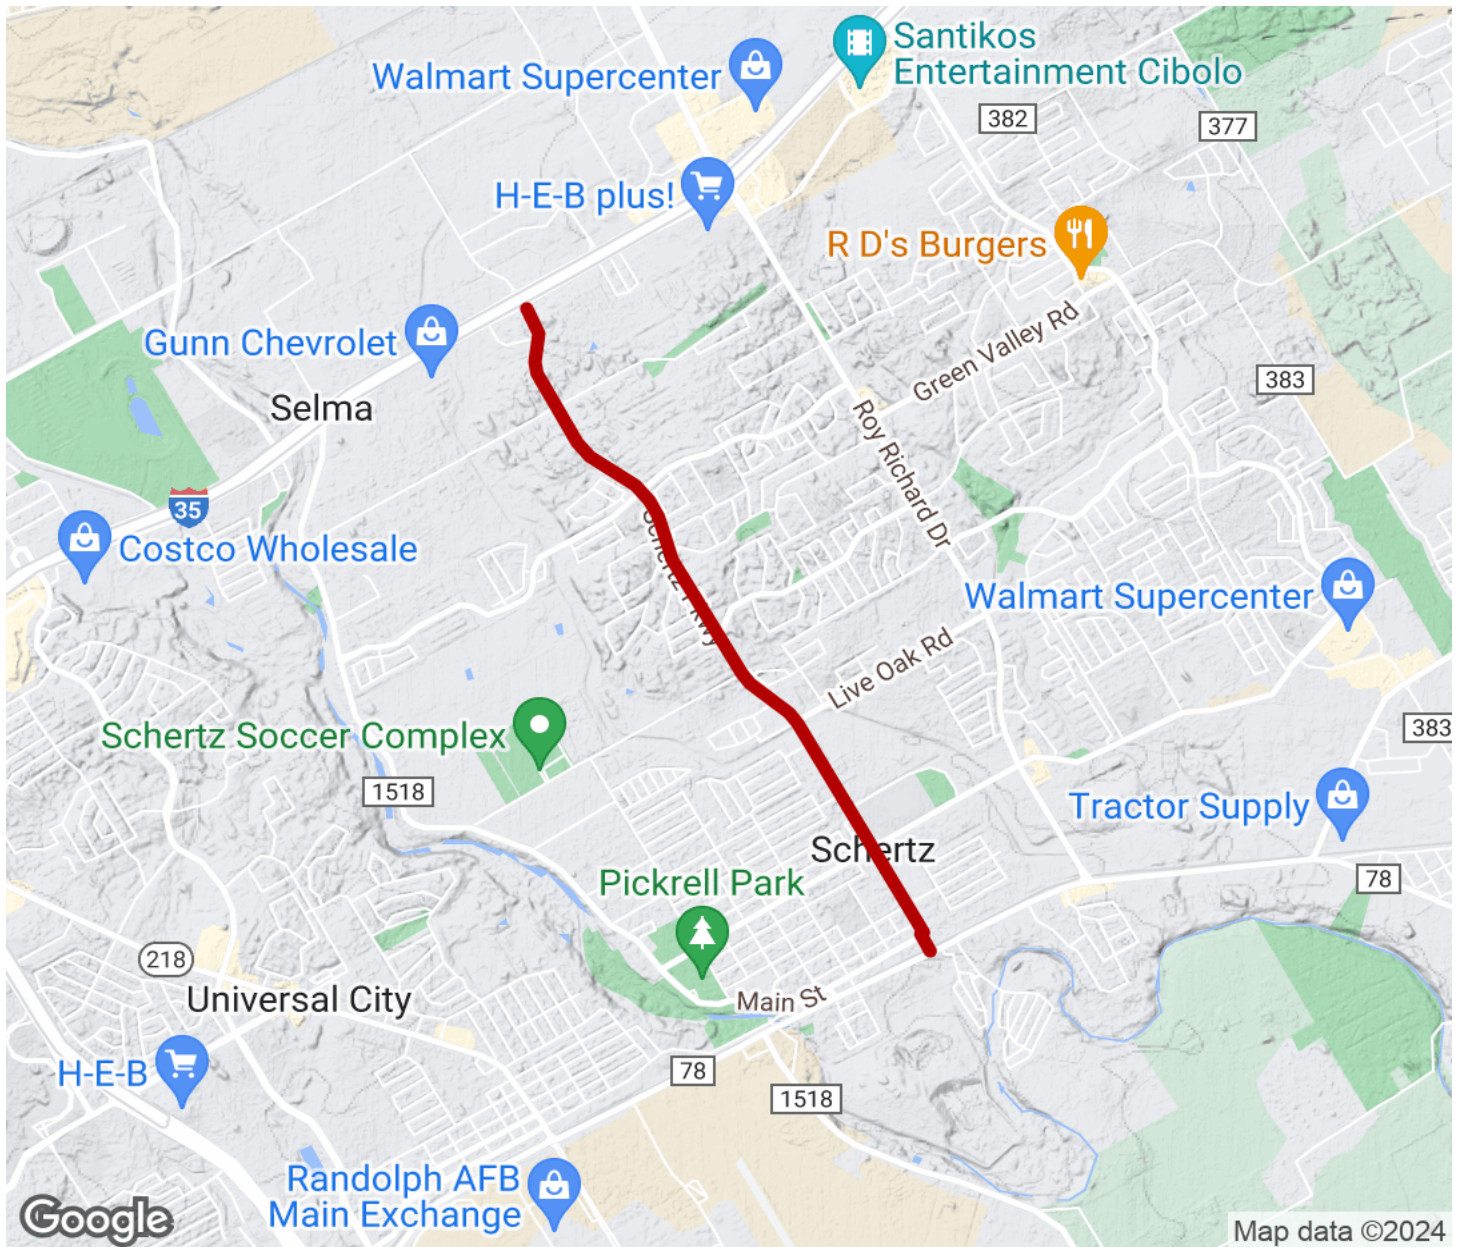 Santikos
Entertainment Cibolo
Walmart Supercenter
382
377
H-E-B plus!
R D's Burgers
Gunn Chevrolet
Green Valley Rd
383
Selma
Roy Richard Dr
35
Costco Wholesale
Schertz Pkwy
Walmart Supercenter
Live Oak Rd
Schertz Soccer Complex
383
1518
Tractor Supply
Schertz
Pickrell Park
78
218
Universal City
Main St
H-E-B
78
1518
Randolph AFB
Main Exchange
Google
Map data ©2024